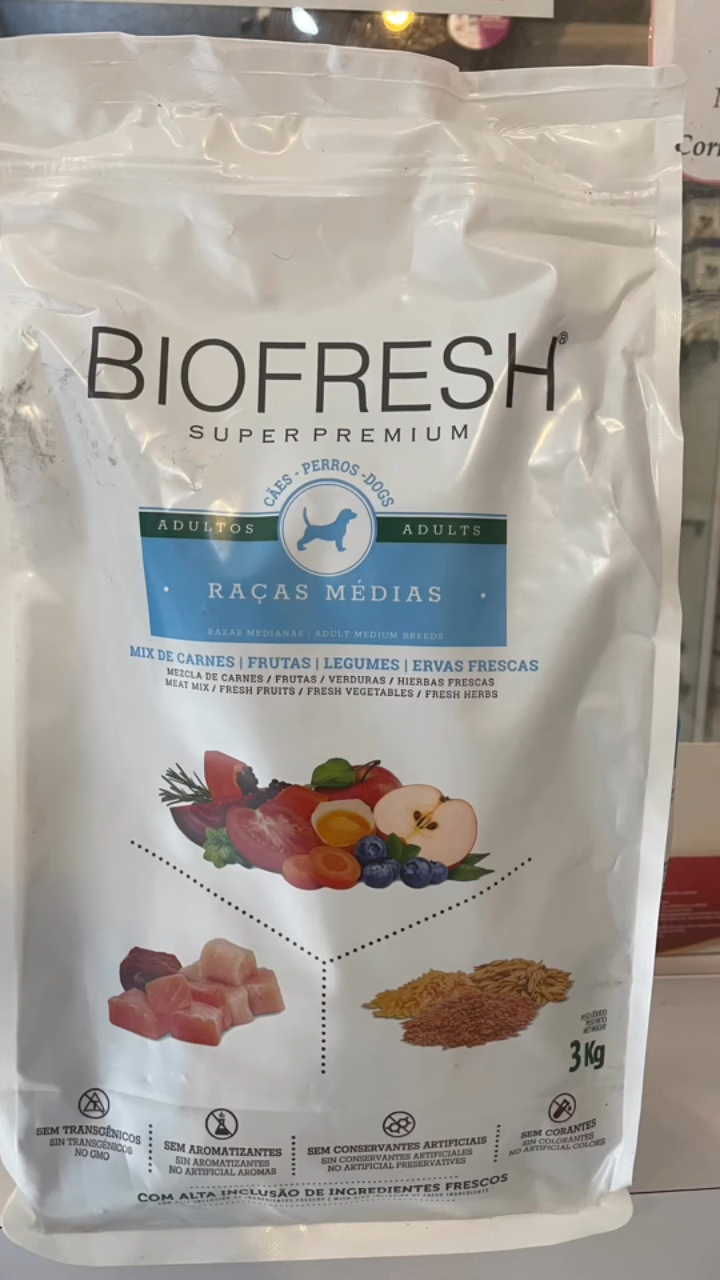 BIOFRESH®
SUPER PREMIUM
CÃES - PERROS - DOGS
ADULTOS ADULTS
· RAÇAS MÉDIAS ·
RAZAS MEDIANAS | ADULT MEDIUM BREEDS
MIX DE CARNES | FRUTAS | LEGUMES | ERVAS FRESCAS
MEZCLA DE CARNES / FRUTAS / VERDURAS / HIERBAS FRESCAS
MEAT MIX / FRESH FRUITS / FRESH VEGETABLES / FRESH HERBS
3 Kg
SEM TRANSGÊNICOS
SIN TRANSGÉNICOS
NO GMO
SEM AROMATIZANTES
SIN AROMATIZANTES
NO ARTIFICIAL AROMAS
SEM CONSERVANTES ARTIFICIAIS
SIN CONSERVANTES ARTIFICIALES
NO ARTIFICIAL PRESERVATIVES
SEM CORANTES
SIN COLORANTES
NO ARTIFICIAL COLORS
COM ALTA INCLUSÃO DE INGREDIENTES FRESCOS